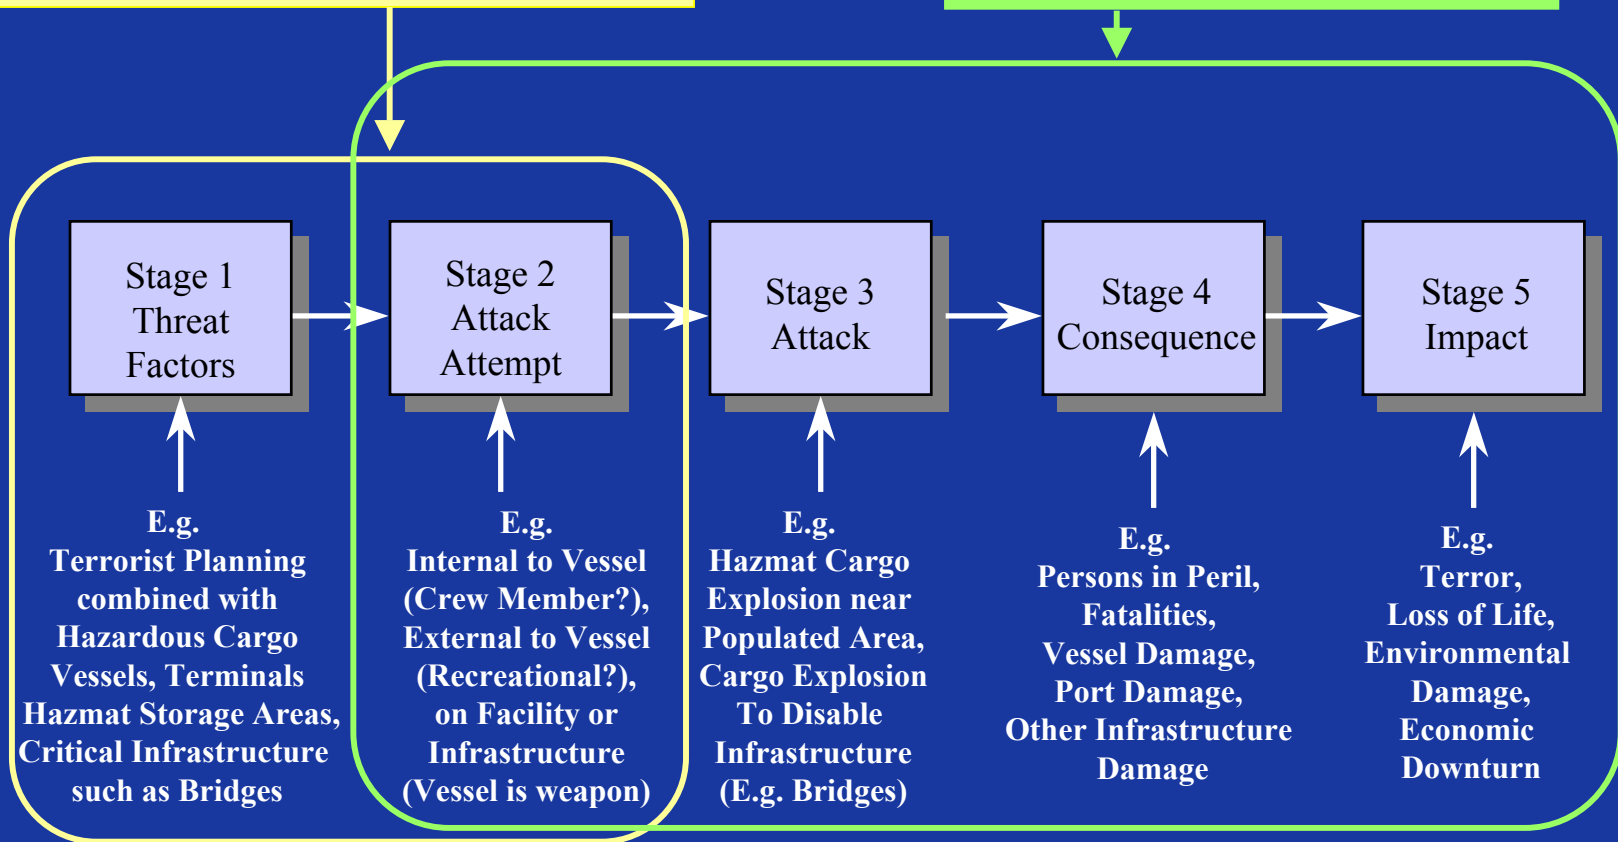 Stage 1
Threat
Factors
Stage 2
Attack
Attempt
Stage 3
Attack
Stage 4
Consequence
Stage 5
Impact
E.g.
Terrorist Planning
combined with
Hazardous Cargo
Vessels, Terminals
Hazmat Storage Areas,
Critical Infrastructure
such as Bridges
E.g.
Internal to Vessel
(Crew Member?),
External to Vessel
(Recreational?),
on Facility or
Infrastructure
(Vessel is weapon)
E.g.
Hazmat Cargo
Explosion near
Populated Area,
Cargo Explosion
To Disable
Infrastructure
(E.g. Bridges)
E.g.
Persons in Peril,
Fatalities,
Vessel Damage,
Port Damage,
Other Infrastructure
Damage
E.g.
Terror,
Loss of Life,
Environmental
Damage,
Economic
Downturn